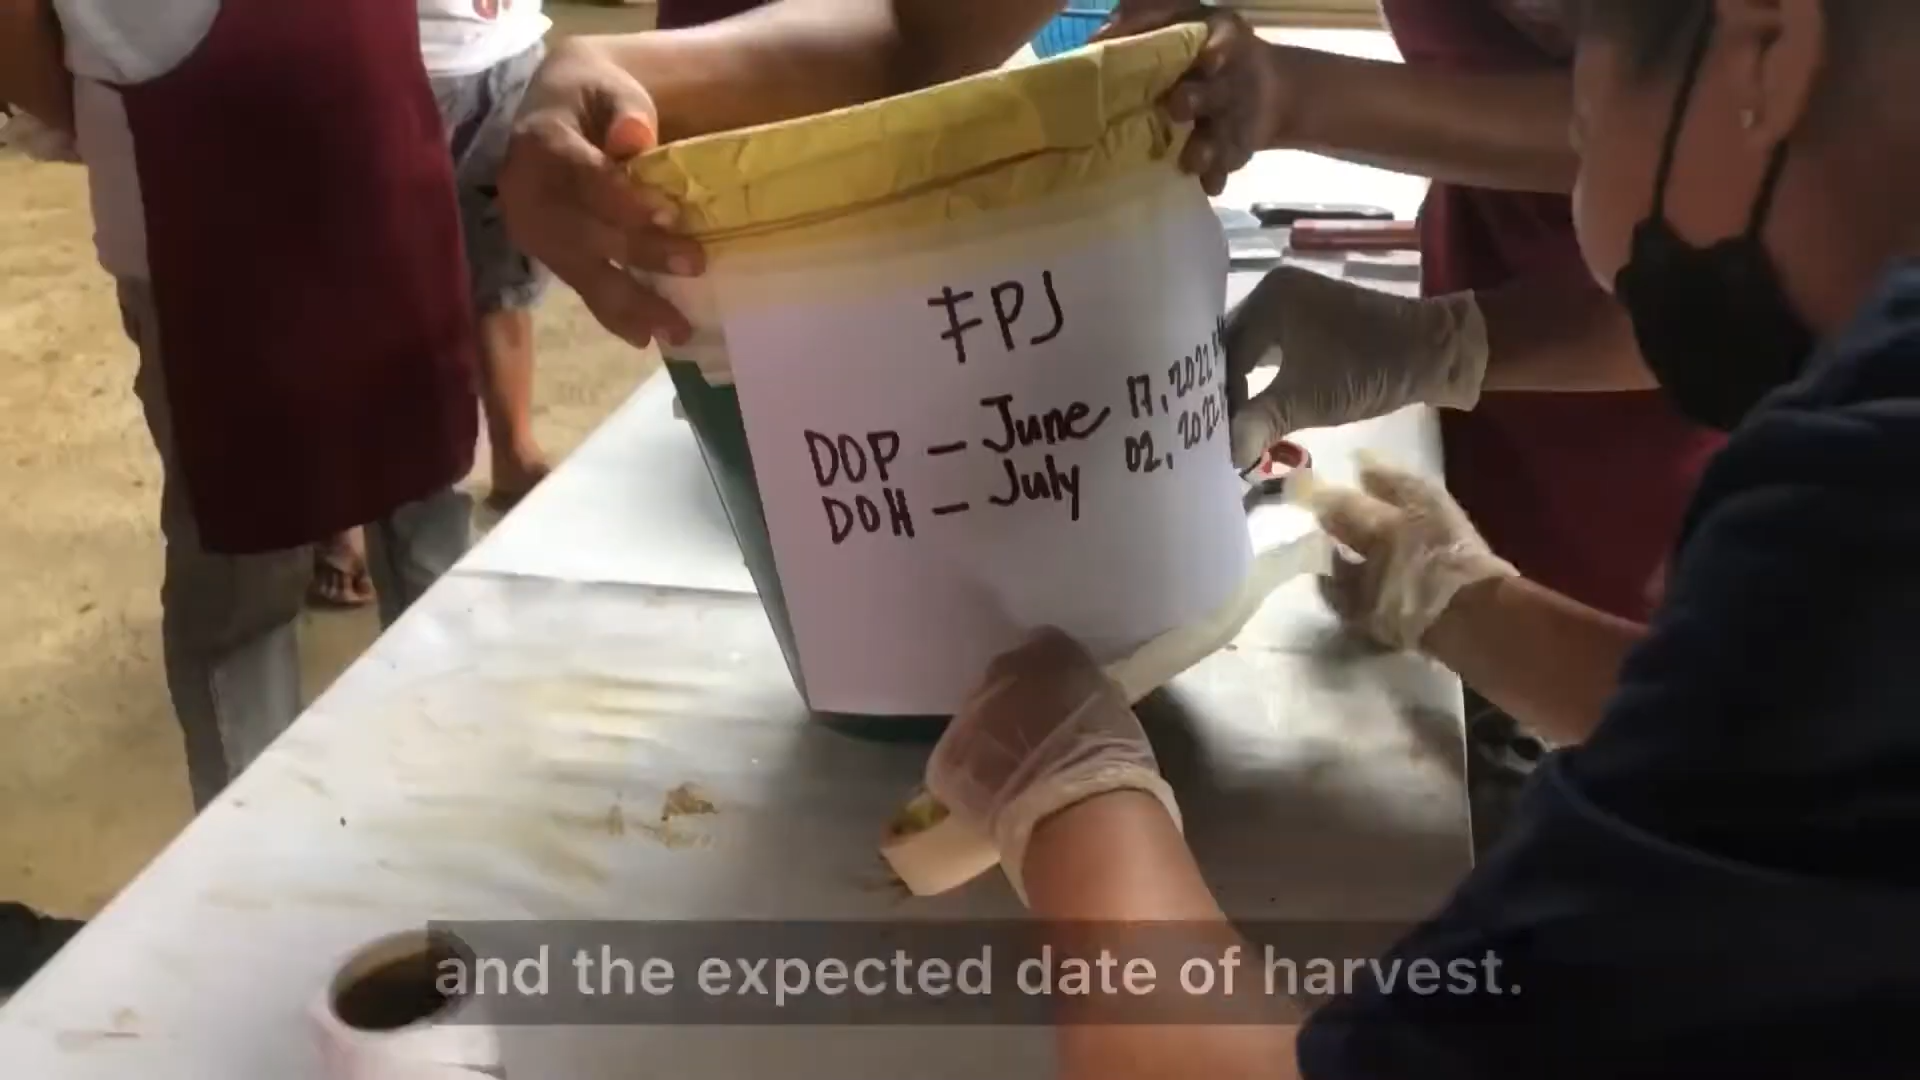 FPJ
DOP - June 17, 2022
DOH - July 02, 2022
and the expected date of harvest.